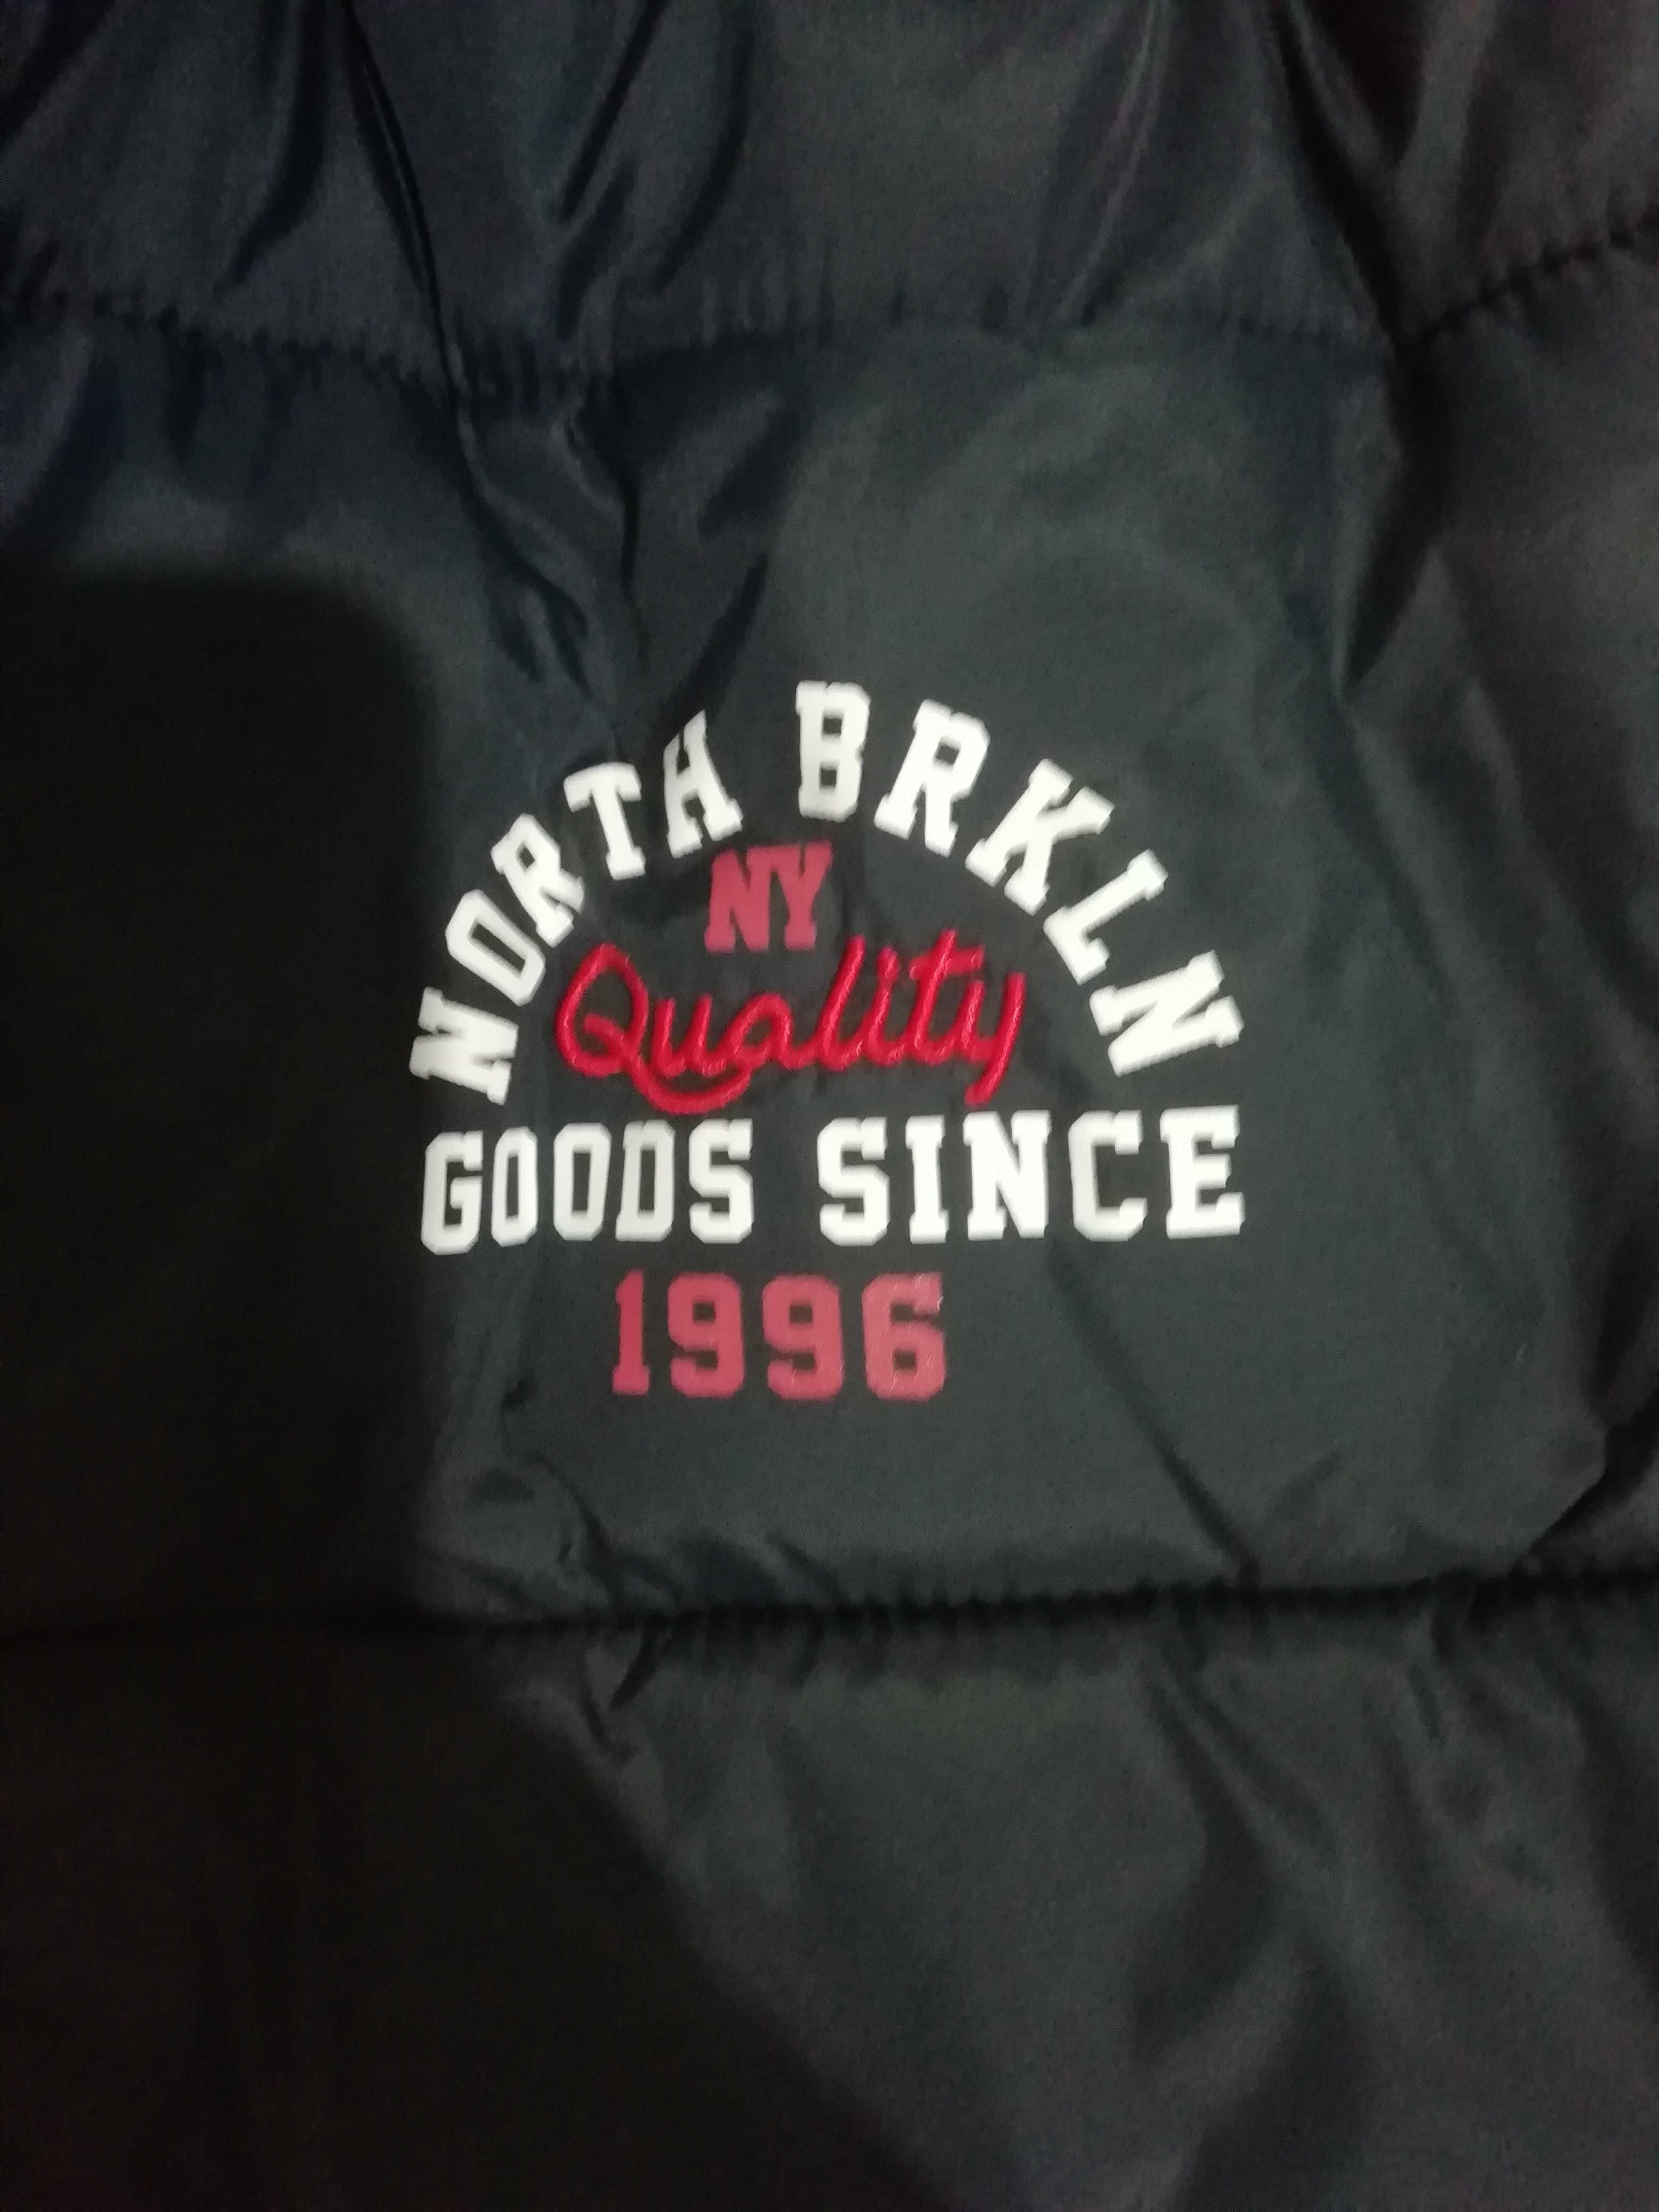 NORTH BRKLN
NY
Quality
GOODS SINCE
1996